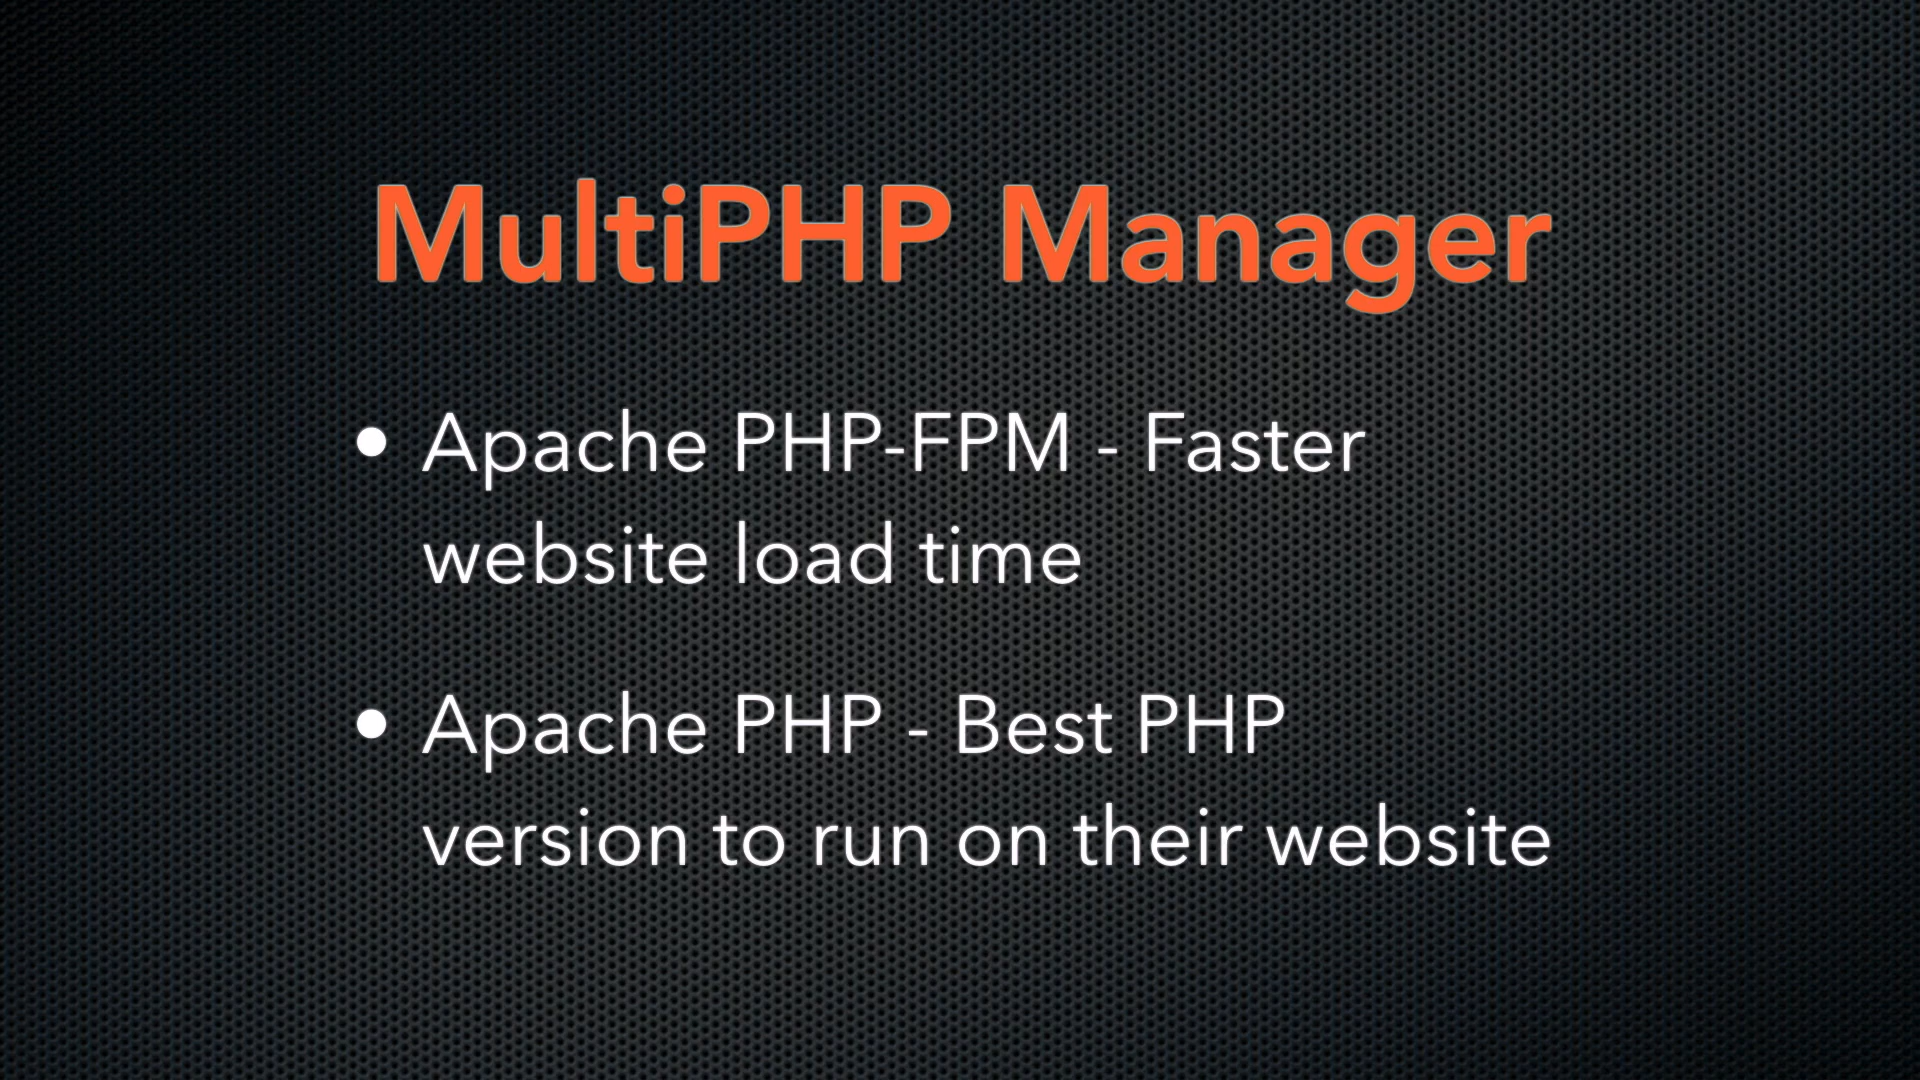 MultiPHP Manager
• Apache PHP-FPM - Faster
website load time
• Apache PHP - Best PHP
version to run on their website